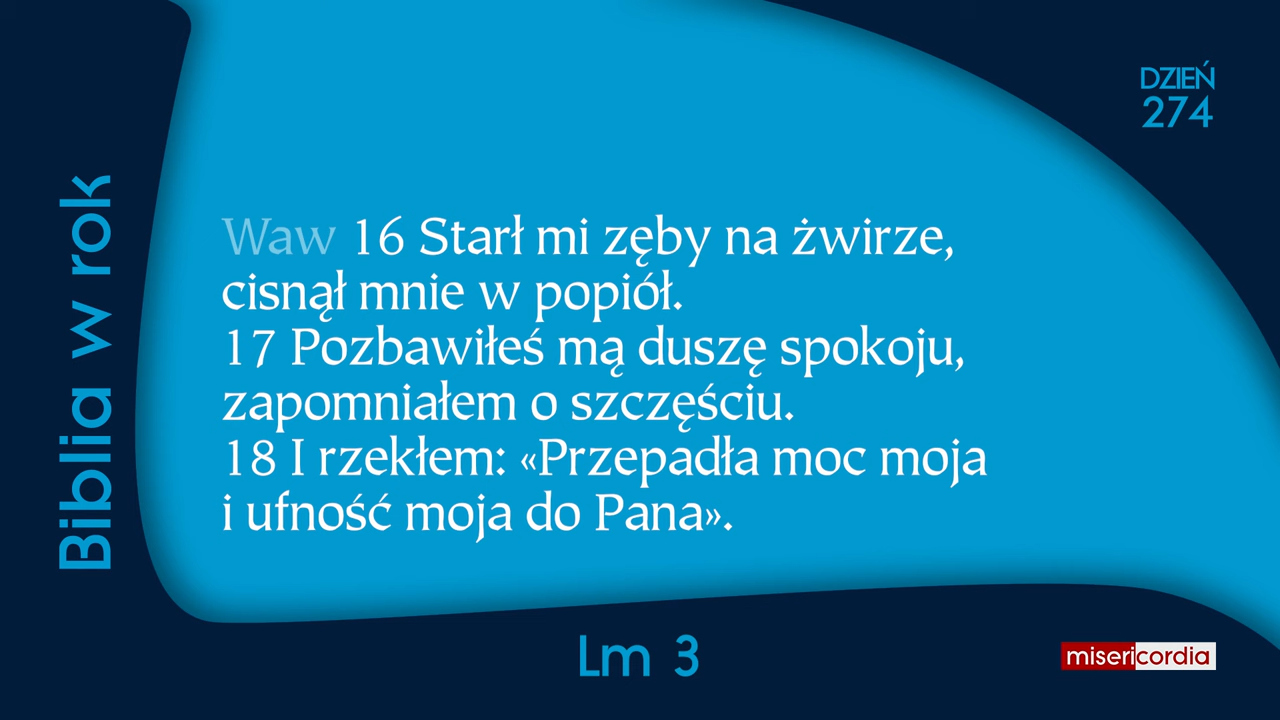 DZIEŃ
274
Biblia w rok
Waw 16 Starł mi zęby na żwirze,
cisnął mnie w popiół.
17 Pozbawiłeś mą duszę spokoju,
zapomniałem o szczęściu.
18 I rzekłem: «Przepadła moc moja
i ufność moja do Pana».
Lm 3
misericordia